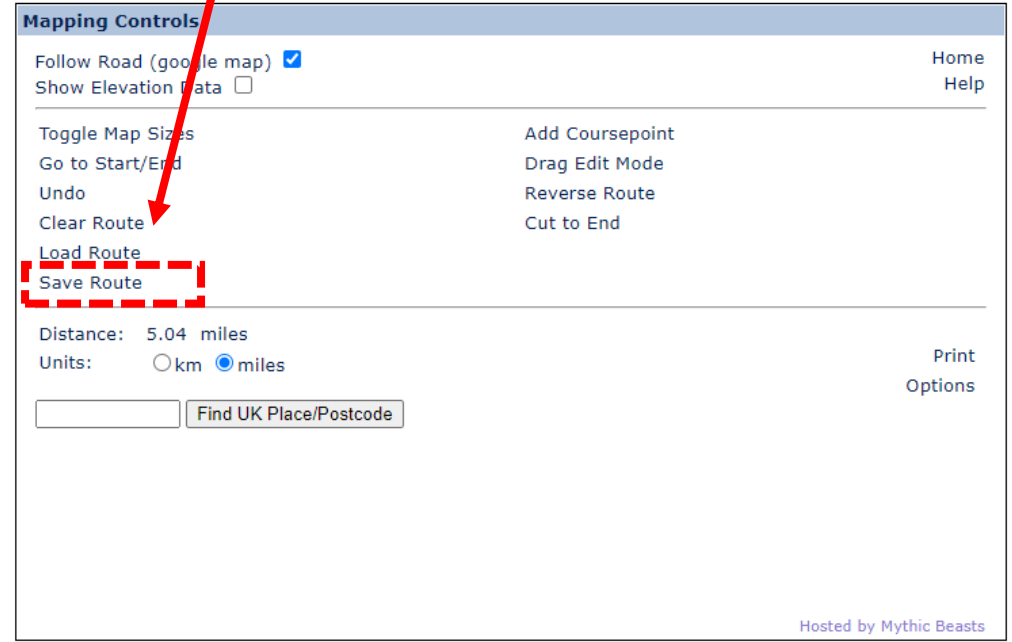 Mapping Controls
Follow Road (google map)
Home
Show Elevation Data
Help
Toggle Map Sizes
Add Coursepoint
Go to Start/End
Drag Edit Mode
Undo
Reverse Route
Clear Route
Cut to End
Load Route
Save Route
Distance: 5.04 miles
Units: km miles
Print
Options
Find UK Place/Postcode
Hosted by Mythic Beasts